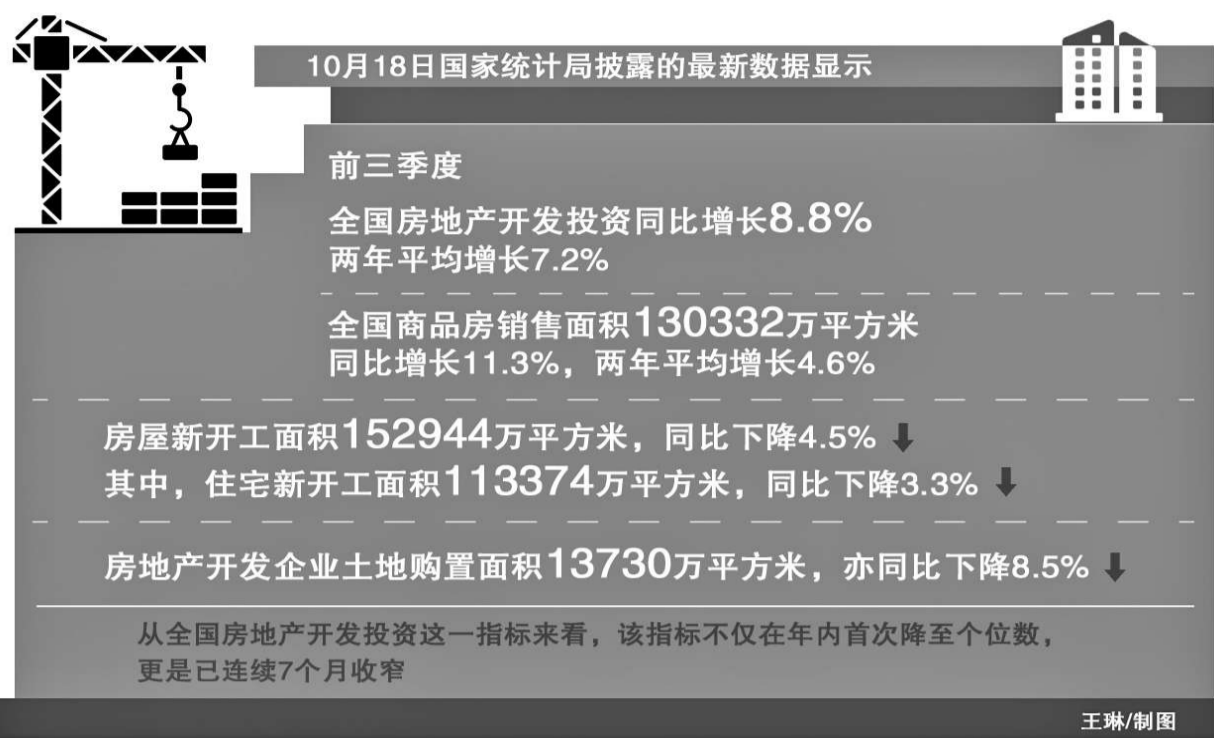 10月18日国家统计局披露的最新数据显示
前三季度
全国房地产开发投资同比增长8.8%
两年平均增长7.2%
全国商品房销售面积130332万平方米
同比增长11.3%，两年平均增长4.6%
房屋新开工面积152944万平方米，同比下降4.5%
其中，住宅新开工面积113374万平方米，同比下降3.3%
房地产开发企业土地购置面积13730万平方米，亦同比下降8.5%
从全国房地产开发投资这一指标来看，该指标不仅在年内首次降至个位数，
更是已连续7个月收窄
王琳/制图